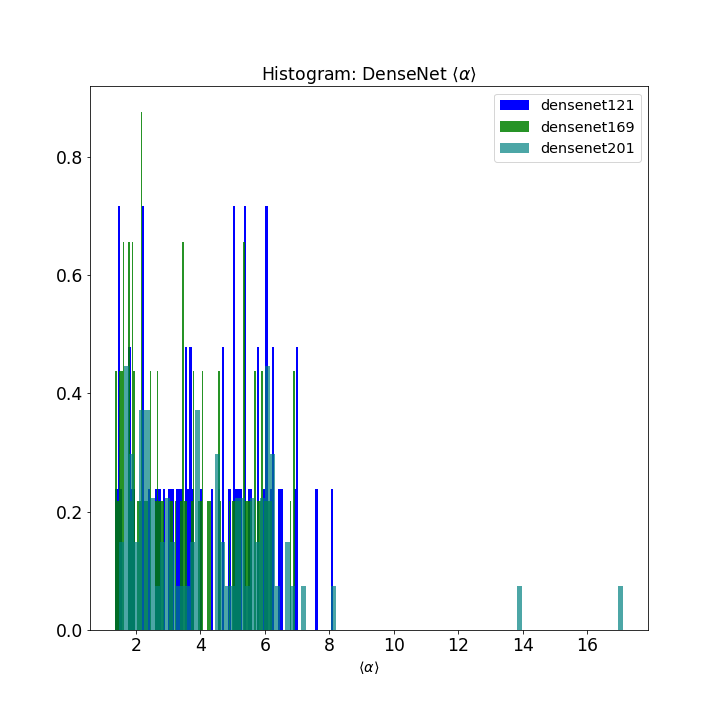 Histogram: DenseNet ⟨α⟩
densenet121
densenet169
densenet201
0.8
0.6
0.4
0.2
0.0
2 4 6 8 10 12 14 16
⟨α⟩